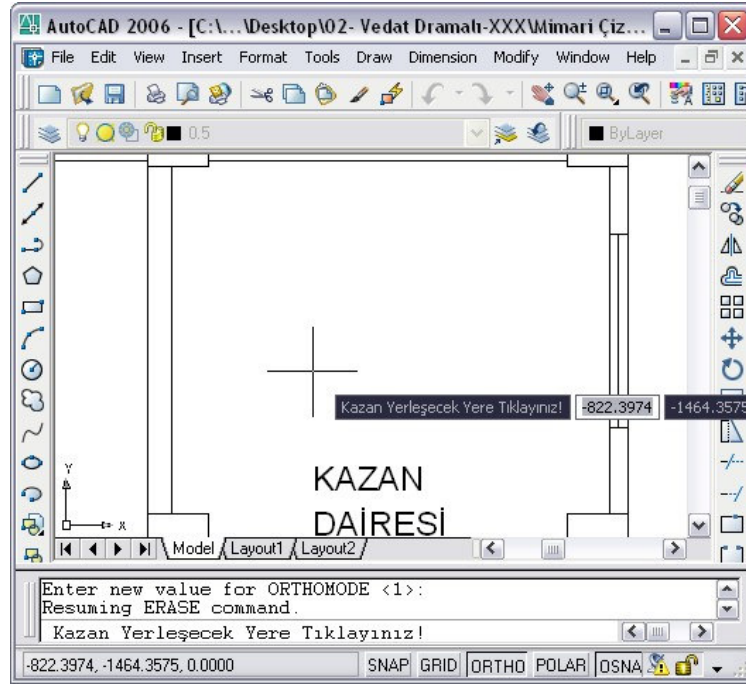 AutoCAD 2006 - [C:\...\Desktop\02- Vedat Dramalı-XXX\Mimari Çiz...
File Edit View Insert Format Tools Draw Dimension Modify Window Help
0.5 ByLayer
Kazan Yerleşecek Yere Tıklayınız! -822.3974 -1464.3575
KAZAN
DAİRESİ
Y
X
Model Layout1 Layout2
Enter new value for ORTHOMODE <1>:
Resuming ERASE command.
Kazan Yerleşecek Yere Tıklayınız!
-822.3974, -1464.3575, 0.0000 SNAP GRID ORTHO POLAR OSNA